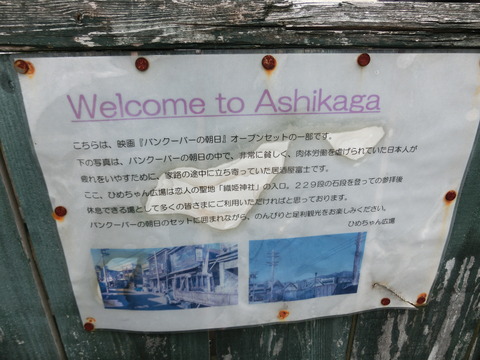 Welcome to Ashikaga
こちらは、映画『バンクーバーの朝日』オープンセットの一部です。
下の写真は、バンクーバーの朝日の中で、非常に貧しく、肉体労働を虐げられていた日本人が
疲れをいやすために、家路の途中に立ち寄っていた居酒屋富士です。
ここ、ひめちゃん広場は恋人の聖地「織姫神社」の入口。２２９段の石段を登っての参拝後
休息できる場として多くの皆さまにご利用いただければと思っております。
バンクーバーの朝日のセットに囲まれながら、のんびりと足利観光をお楽しみください。
ひめちゃん広場